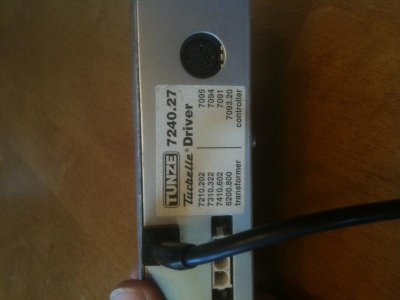 TUNZE 7240.27
Turbelle® Driver
7210.202 7095
7310.322 7094
7410.602 7091
6200.800 7093.20
transformer controller